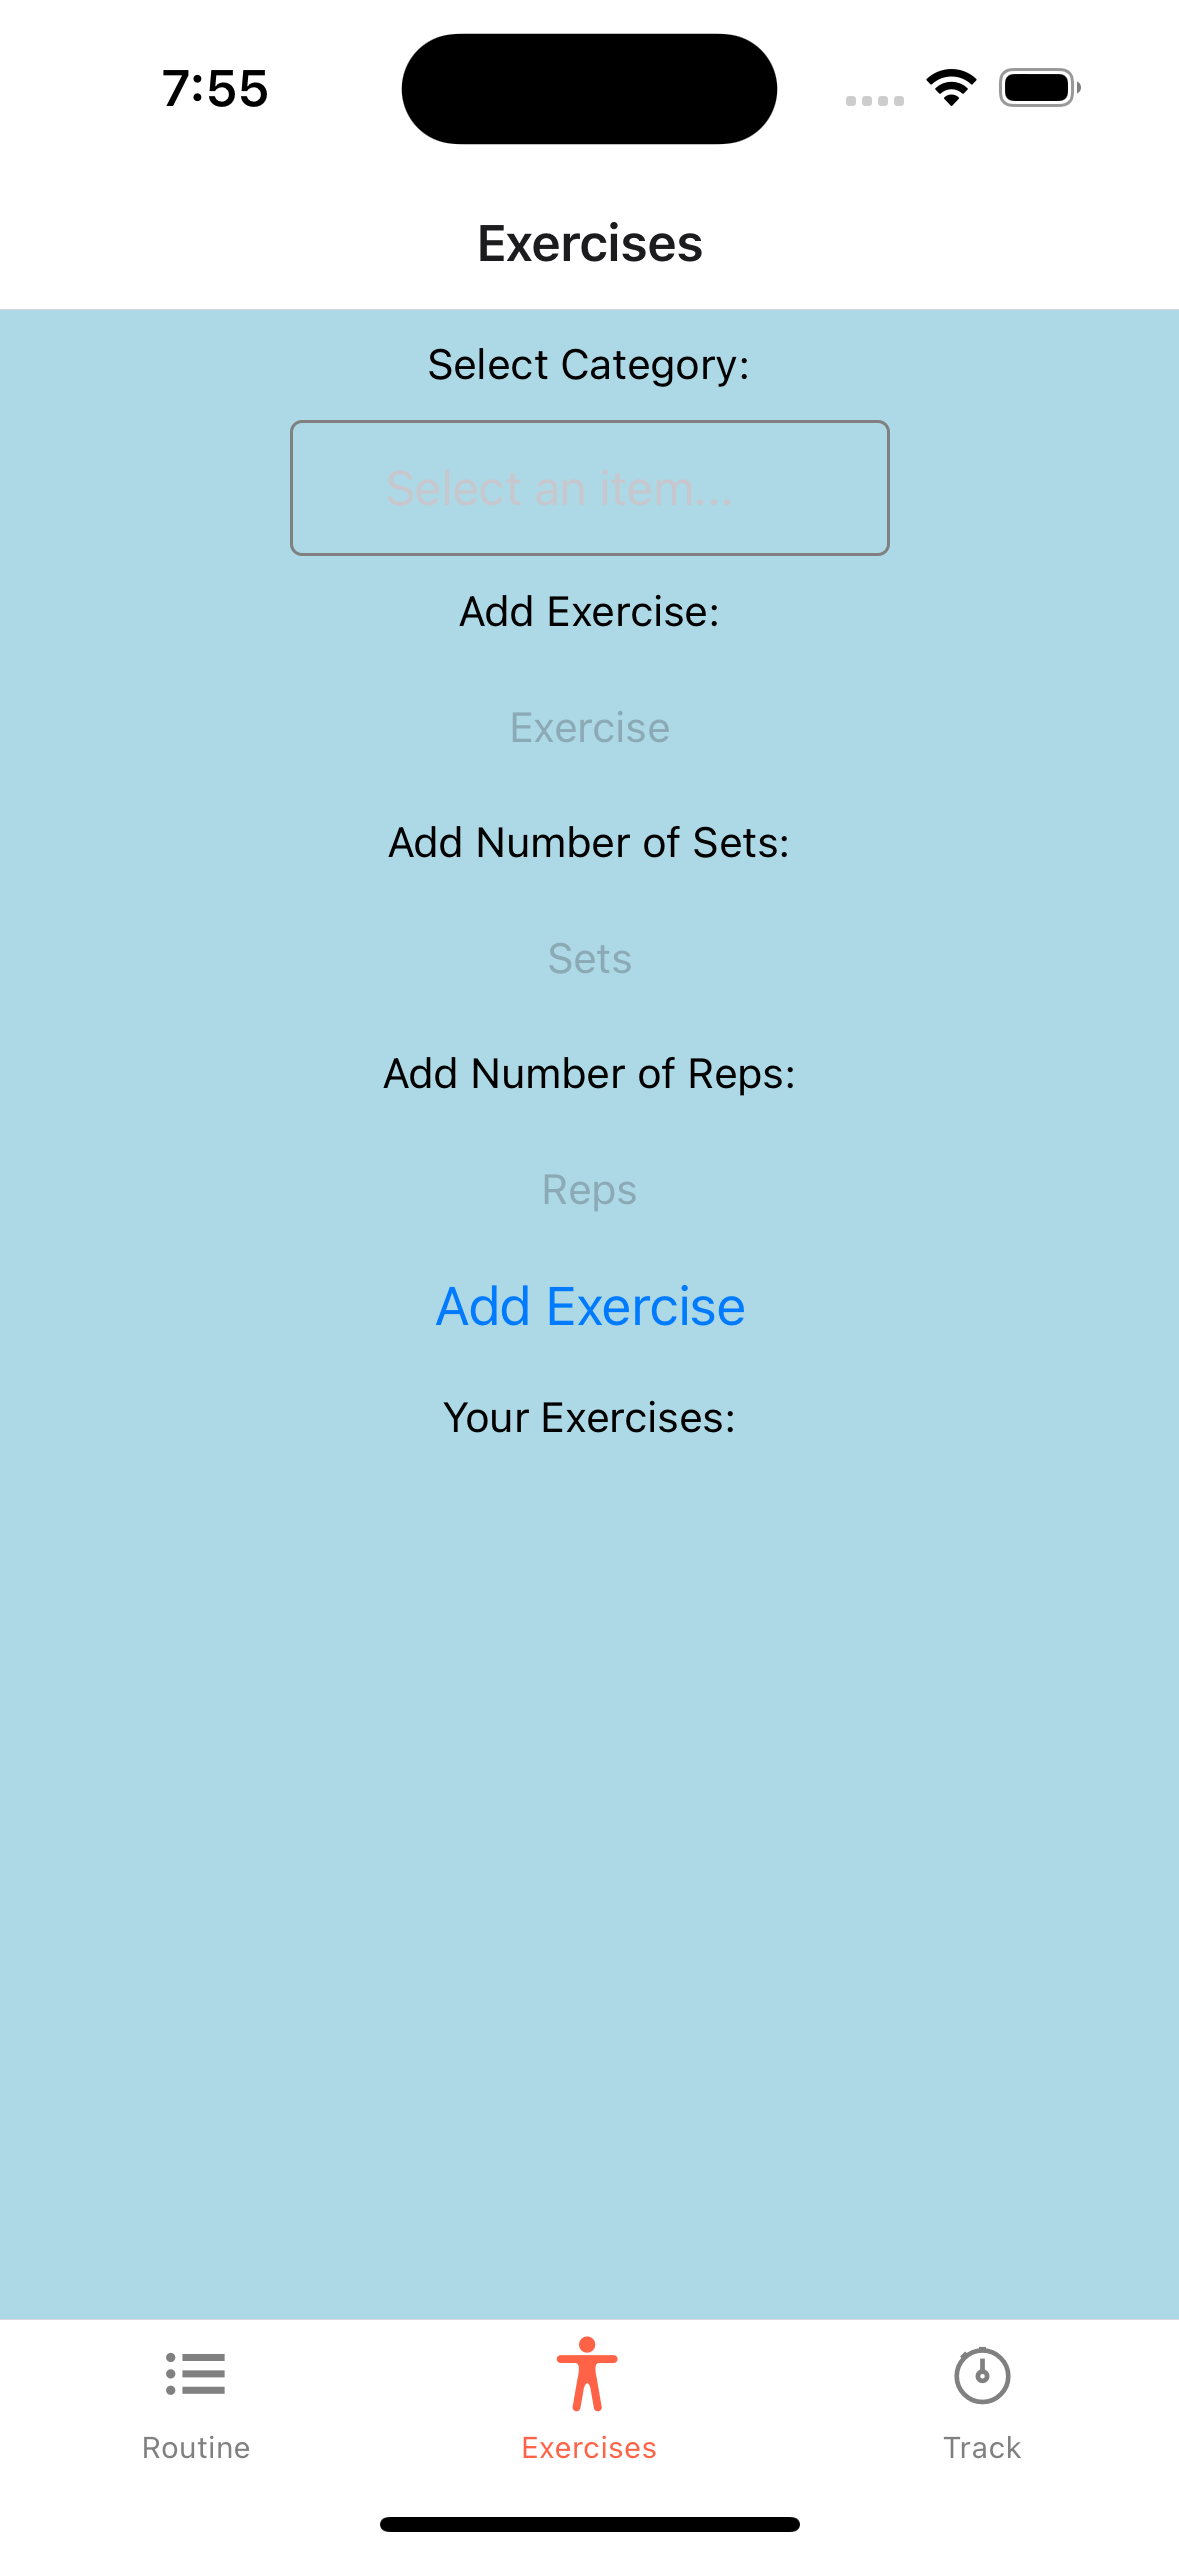 7:55
Exercises
Select Category:
Select an item...
Add Exercise:
Exercise
Add Number of Sets:
Sets
Add Number of Reps:
Reps
Add Exercise
Your Exercises:
Routine
Exercises
Track